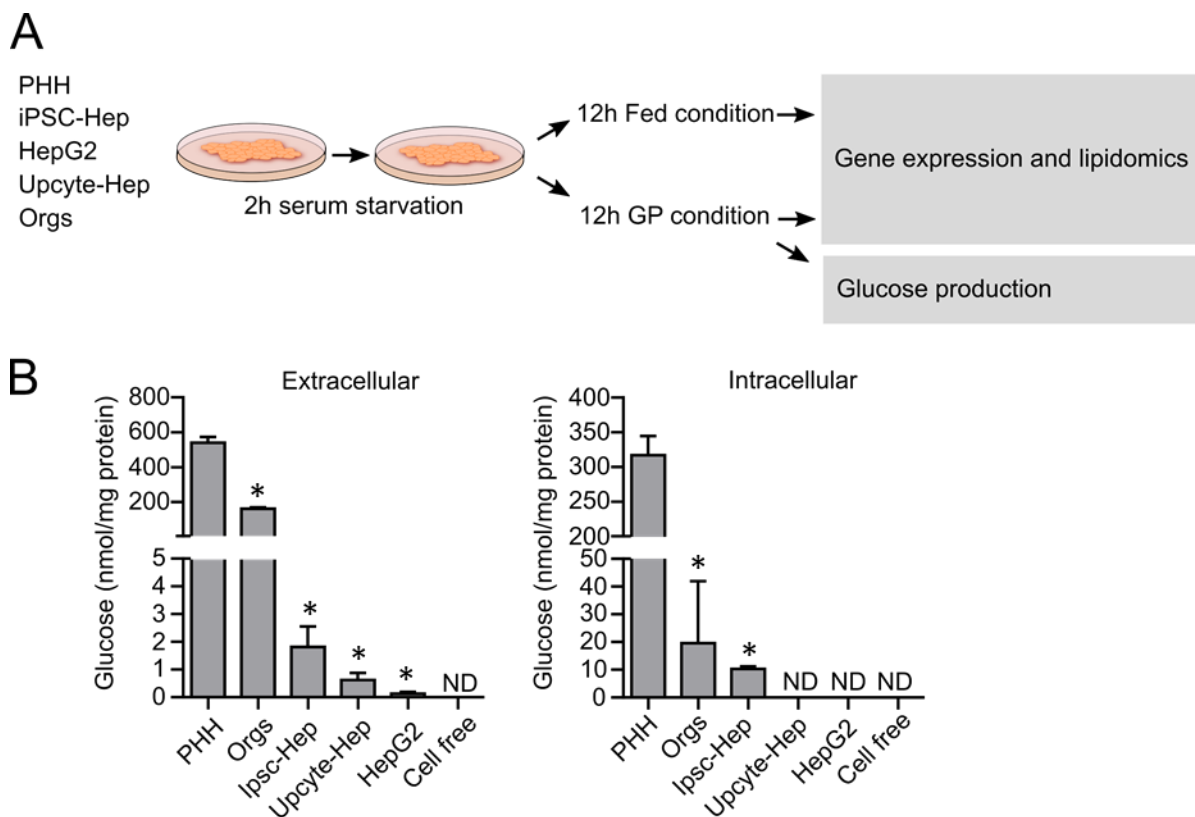 A
PHH
iPSC-Hep
HepG2
Upcyte-Hep
Orgs
2h serum starvation
12h Fed condition
12h GP condition
Gene expression and lipidomics
Glucose production
B
Extracellular
Glucose (nmol/mg protein)
800
600
400
200
5
4
3
2
1
0
*
*
*
*
ND
PHH
Orgs
Ipsc-Hep
Upcyte-Hep
HepG2
Cell free
Intracellular
Glucose (nmol/mg protein)
400
350
300
250
200
50
40
30
20
10
0
*
*
ND
ND
ND
PHH
Orgs
Ipsc-Hep
Upcyte-Hep
HepG2
Cell free